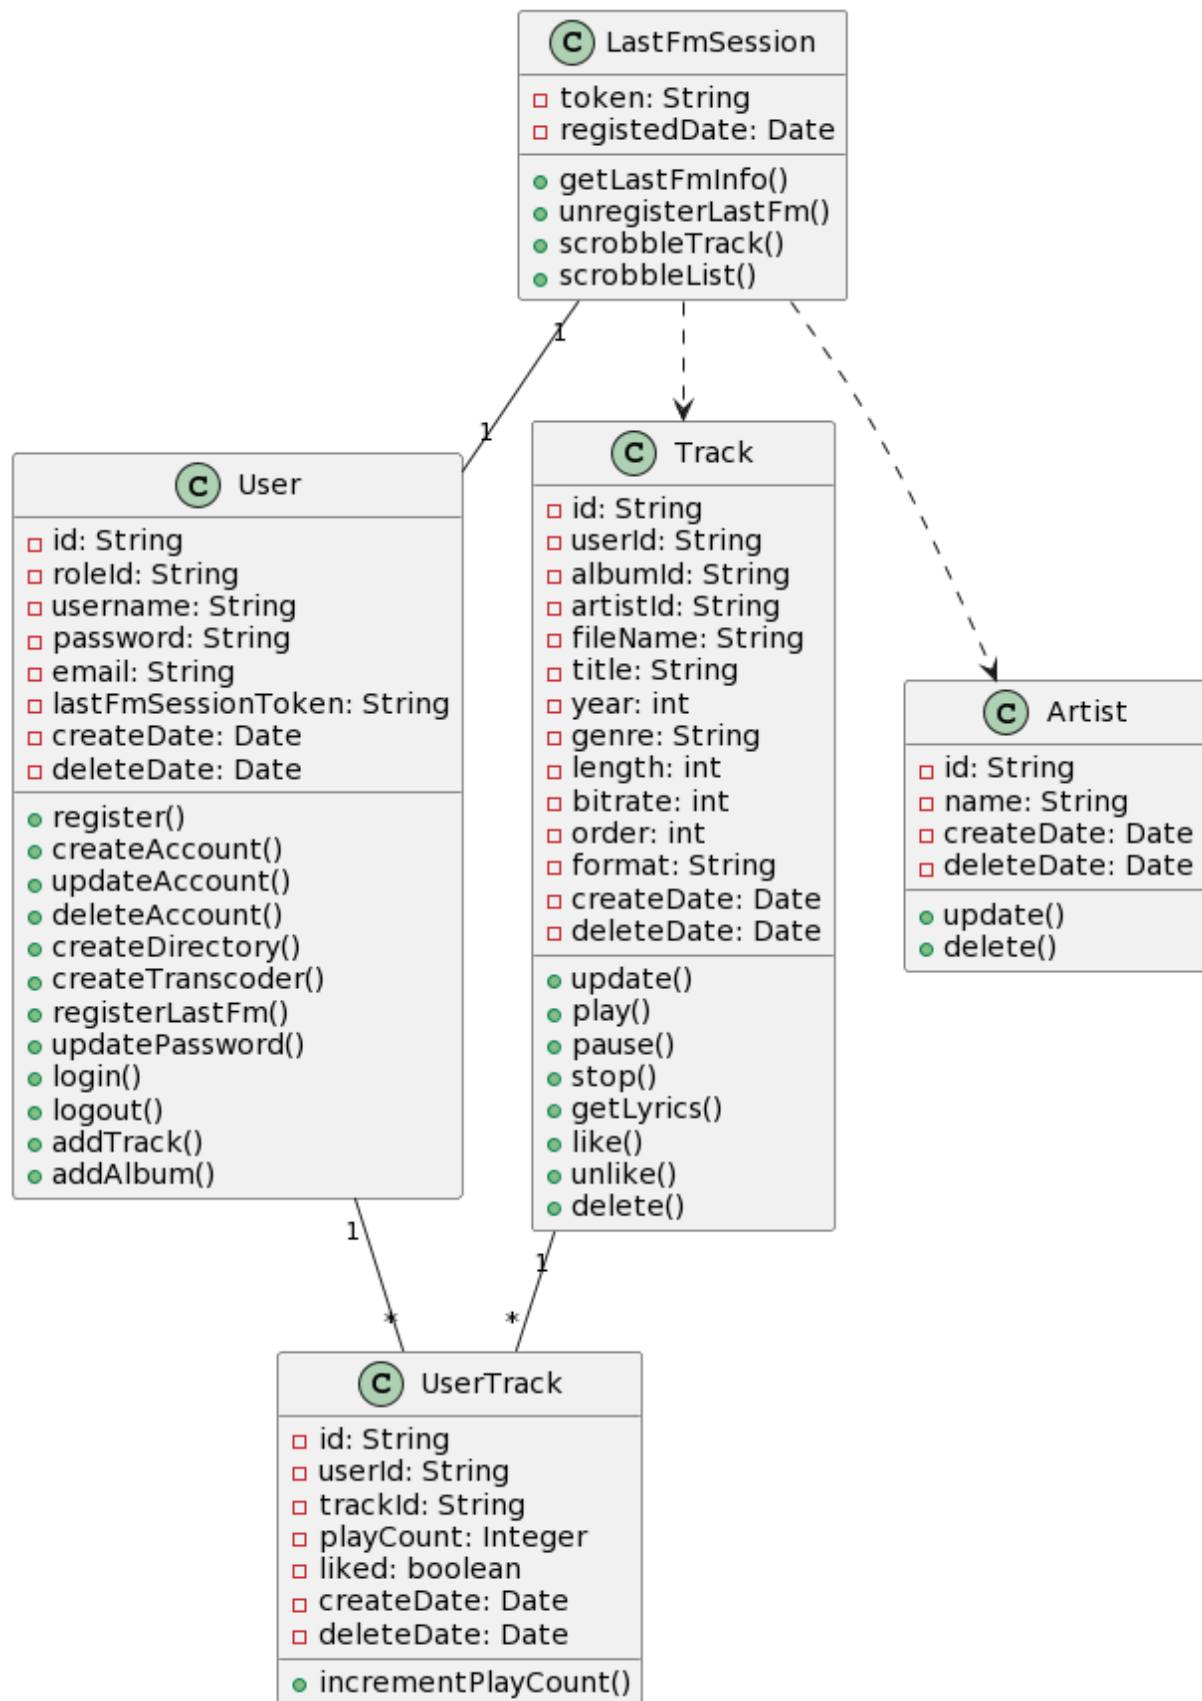 C LastFmSession
token: String
registedDate: Date
getLastFmInfo()
unregisterLastFm()
scrobbleTrack()
scrobbleList()
1
1
C User
id: String
roleId: String
username: String
password: String
email: String
lastFmSessionToken: String
createDate: Date
deleteDate: Date
register()
createAccount()
updateAccount()
deleteAccount()
createDirectory()
createTranscoder()
registerLastFm()
updatePassword()
login()
logout()
addTrack()
addAlbum()
C Track
id: String
userId: String
albumId: String
artistId: String
fileName: String
title: String
year: int
genre: String
length: int
bitrate: int
order: int
format: String
createDate: Date
deleteDate: Date
update()
play()
pause()
stop()
getLyrics()
like()
unlike()
delete()
C Artist
id: String
name: String
createDate: Date
deleteDate: Date
update()
delete()
1
*
1
*
C UserTrack
id: String
userId: String
trackId: String
playCount: Integer
liked: boolean
createDate: Date
deleteDate: Date
incrementPlayCount()